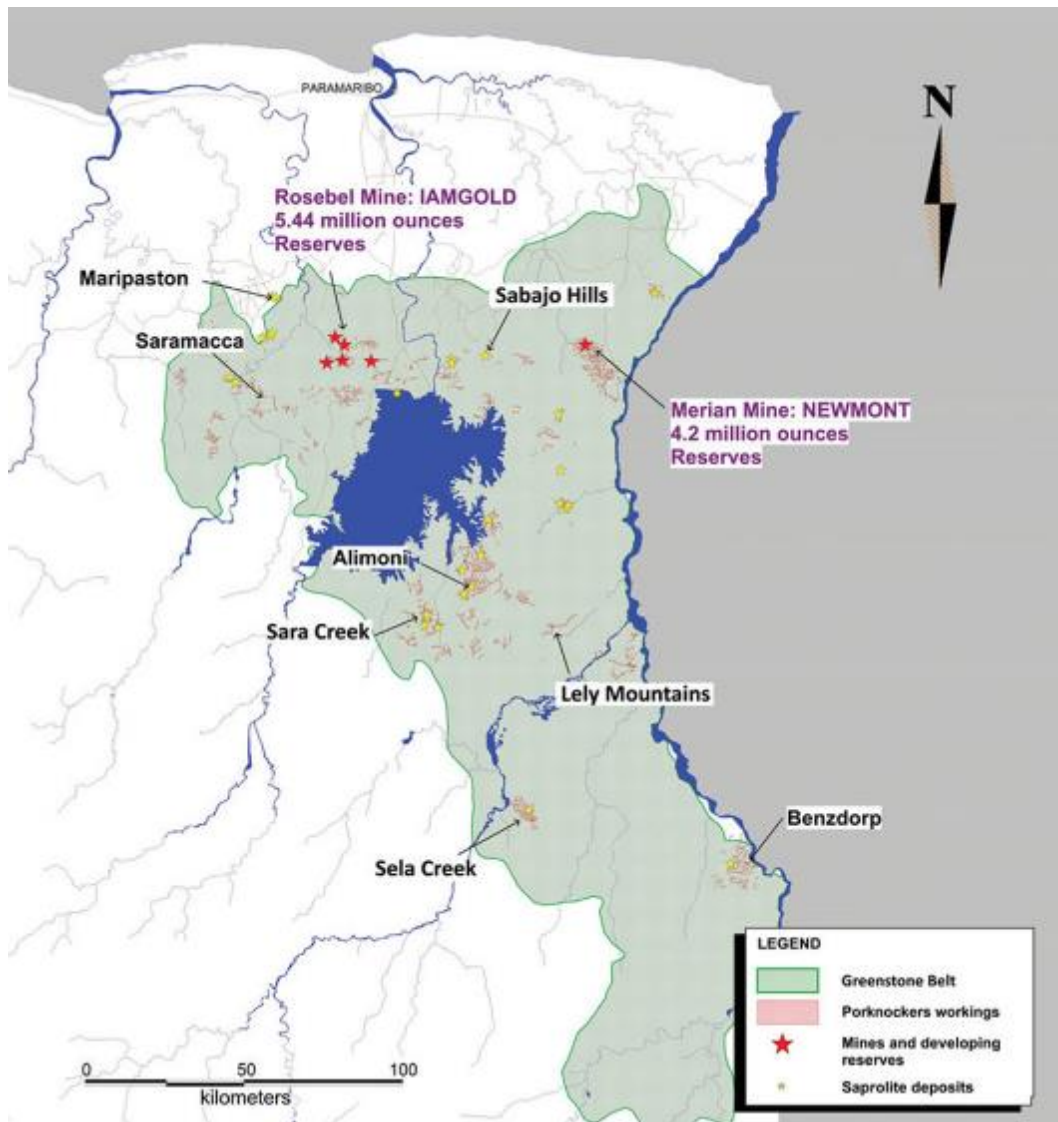 PARAMARIBO
N
Rosebel Mine: IAMGOLD
5.44 million ounces
Reserves
Maripaston
Sabajo Hills
Saramacca
Merian Mine: NEWMONT
4.2 million ounces
Reserves
Alimoni
Sara Creek
Lely Mountains
Benzdorp
Sela Creek
LEGEND
Greenstone Belt
Porknockers workings
Mines and developing
reserves
Saprolite deposits
0 50 100
kilometers